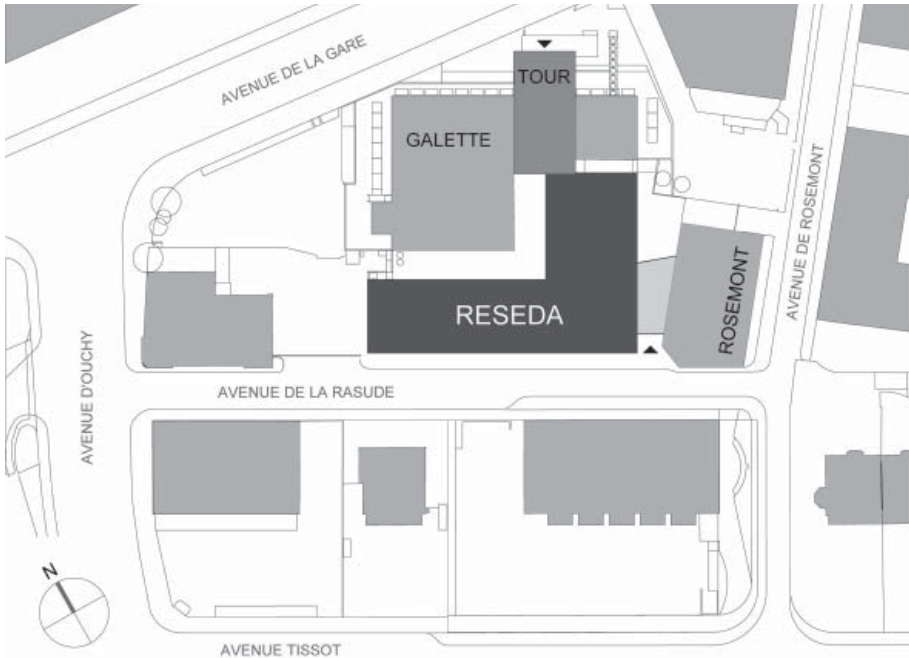 AVENUE DE LA GARE
TOUR
GALETTE
AVENUE DE ROSEMONT
RESEDA
ROSEMONT
AVENUE D'OUCHY
AVENUE DE LA RASUDE
N
AVENUE TISSOT